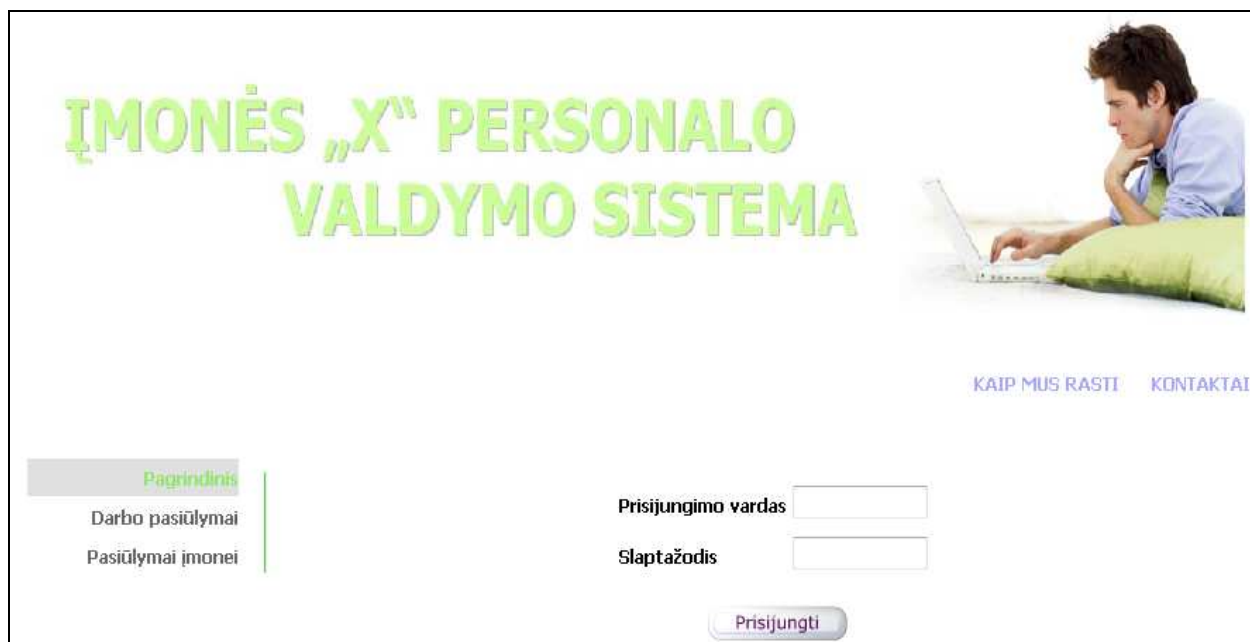 ĮMONĖS „X“ PERSONALO
VALDYMO SISTEMA
KAIP MUS RASTI KONTAKTAI
Pagrindinis
Darbo pasiūlymai
Pasiūlymai įmonei
Prisijungimo vardas
Slaptažodis
Prisijungti